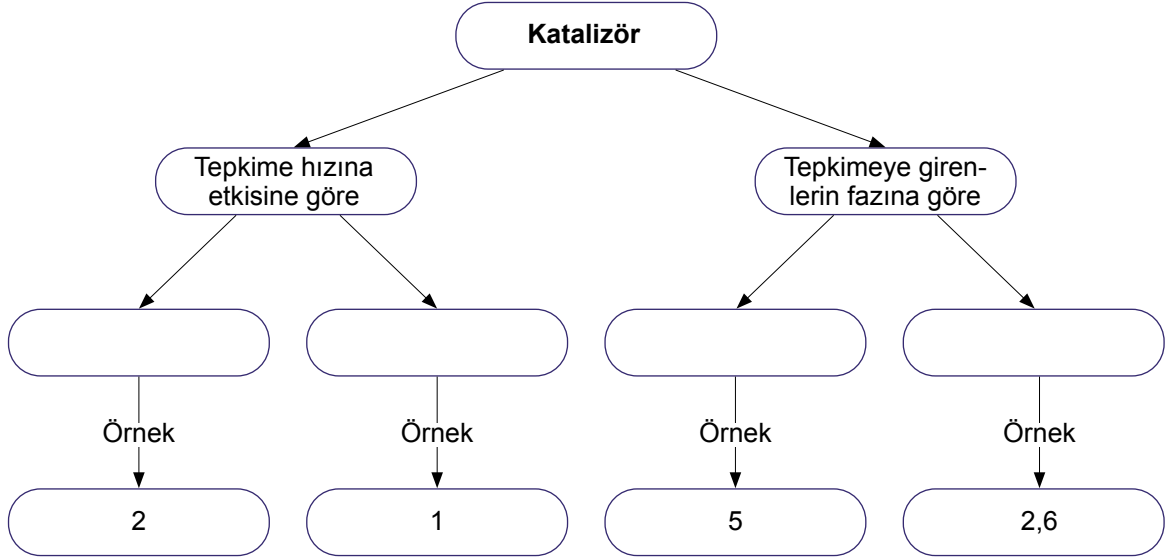 Katalizör
Tepkime hızına
etkisine göre
Tepkimeye giren-
lerin fazına göre
Örnek
Örnek
Örnek
Örnek
2
1
5
2,6